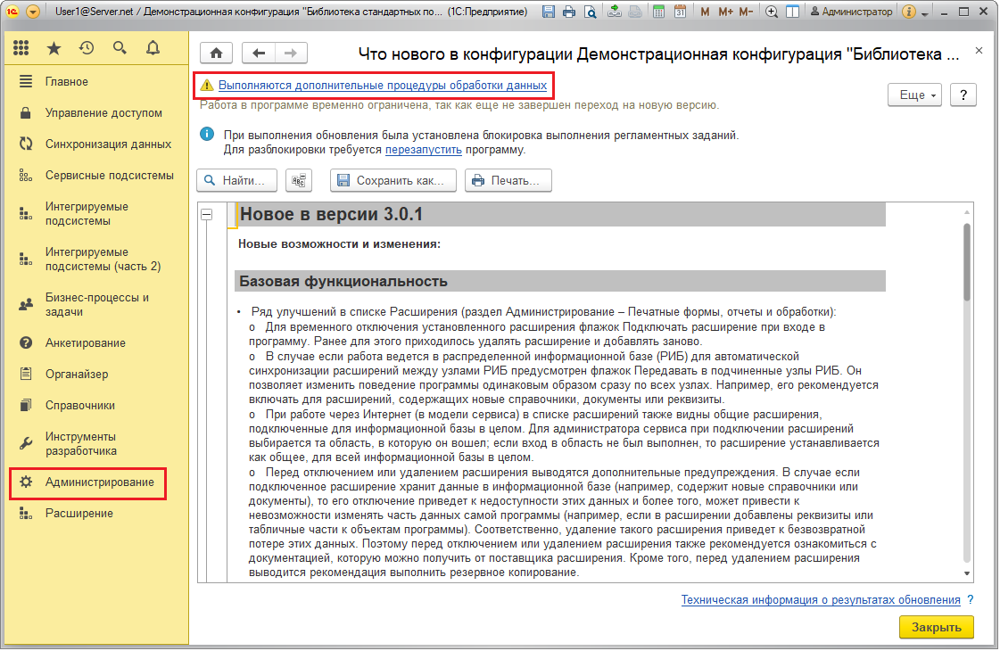 User1@Server.net / Демонстрационная конфигурация "Библиотека стандартных по... (1С:Предприятие)
M M+ M- Администратор
Что нового в конфигурации Демонстрационная конфигурация "Библиотека ...
Выполняются дополнительные процедуры обработки данных
Работа в программе временно ограничена, так как еще не завершен переход на новую версию.
Еще ?
При выполнения обновления была установлена блокировка выполнения регламентных заданий.
Для разблокировки требуется перезапустить программу.
Найти... Сохранить как... Печать...
Главное
Управление доступом
Синхронизация данных
Сервисные подсистемы
Интегрируемые
подсистемы
Интегрируемые
подсистемы (часть 2)
Бизнес-процессы и
задачи
Анкетирование
Органайзер
Справочники
Инструменты
разработчика
Администрирование
Расширение
Новое в версии 3.0.1
Новые возможности и изменения:
Базовая функциональность
• Ряд улучшений в списке Расширения (раздел Администрирование – Печатные формы, отчеты и обработки):
o Для временного отключения установленного расширения флажок Подключать расширение при входе в
программу. Ранее для этого приходилось удалять расширение и добавлять заново.
o В случае если работа ведется в распределенной информационной базе (РИБ) для автоматической
синхронизации расширений между узлами РИБ предусмотрен флажок Передавать в подчиненные узлы РИБ. Он
позволяет изменить поведение программы одинаковым образом сразу по всех узлах. Например, его рекомендуется
включать для расширений, содержащих новые справочники, документы или реквизиты.
o При работе через Интернет (в модели сервиса) в списке расширений также видны общие расширения,
подключенные для информационной базы в целом. Для администратора сервиса при подключении расширений
выбирается та область, в которую он вошел; если вход в область не был выполнен, то расширение устанавливается
как общее, для всей информационной базы в целом.
o Перед отключением или удалением расширения выводятся дополнительные предупреждения. В случае если
подключенное расширение хранит данные в информационной базе (например, содержит новые справочники или
документы), то его отключение приведет к недоступности этих данных и более того, может привести к
невозможности изменять часть данных самой программы (например, если в расширении добавлены реквизиты или
табличные части к объектам программы). Соответственно, удаление такого расширения приведет к безвозвратной
потере этих данных. Поэтому перед отключением или удалением расширения также рекомендуется ознакомиться с
документацией, которую можно получить от поставщика расширения. Кроме того, перед удалением расширения
выводится рекомендация выполнить резервное копирование.
Техническая информация о результатах обновления ?
Закрыть